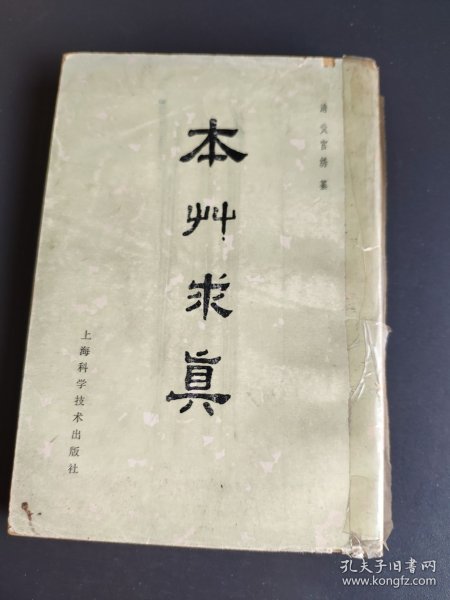 清 黄宫绣 纂
本艸求真
上海科学技术出版社
孔夫子旧书网
www.kongfz.com